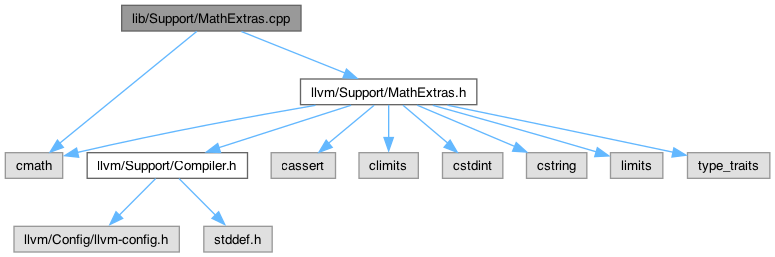 lib/Support/MathExtras.cpp
llvm/Support/MathExtras.h
cmath
llvm/Support/Compiler.h
cassert
climits
cstdint
cstring
limits
type_traits
llvm/Config/llvm-config.h
stddef.h